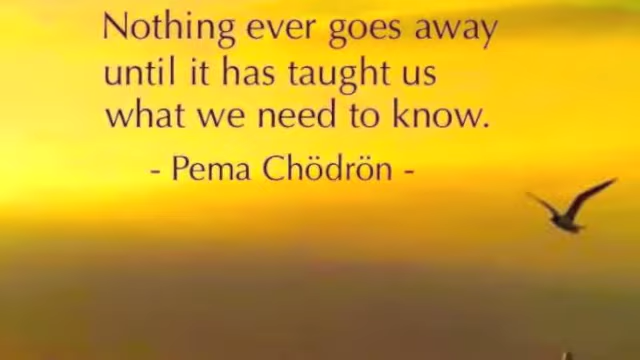 Nothing ever goes away
until it has taught us
what we need to know.
- Pema Chödrön -